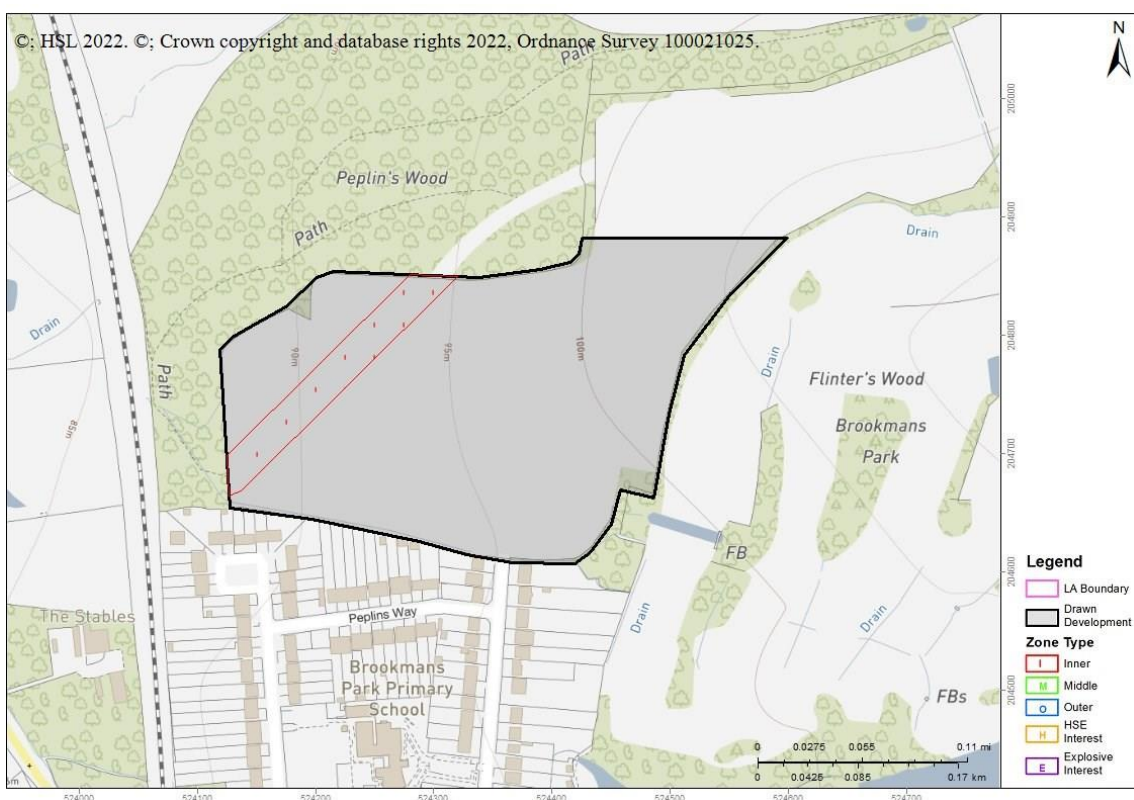 ©; HSL 2022. ©; Crown copyright and database rights 2022, Ordnance Survey 100021025.
N
Path
205000
Peplin's Wood
Path
204900
Drain
Drain
90m
95m
100m
204800
Path
Drain
Flinter's Wood
Brookmans
Park
85m
204700
FB
204600
The Stables
Peplins Way
Drain
Drain
Brookmans
Park Primary
School
FBs
204500
Legend
LA Boundary
Drawn
Development
Zone Type
I Inner
M Middle
O Outer
H HSE
Interest
E Explosive
Interest
0 0.0275 0.055 0.11 mi
0 0.0425 0.085 0.17 km
524000 524100 524200 524300 524400 524500 524600 524700